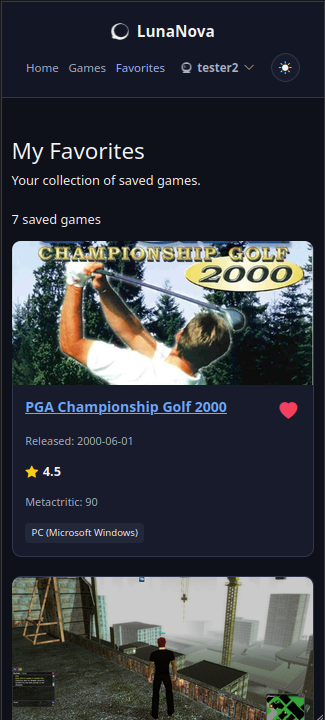 LunaNova
Home Games Favorites tester2
My Favorites
Your collection of saved games.
7 saved games
CHAMPIONSHIP GOLF
2000
PGA Championship Golf 2000
Released: 2000-06-01
4.5
Metactritic: 90
PC (Microsoft Windows)